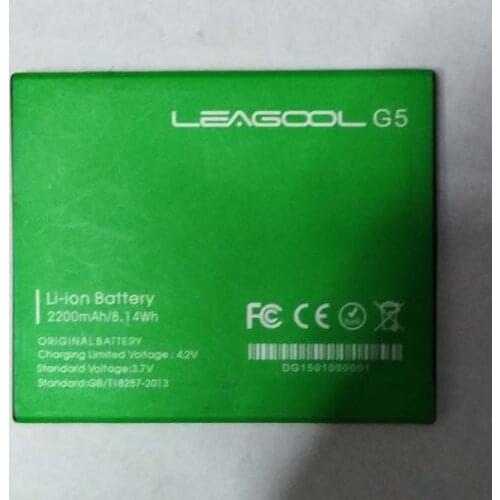 LEAGOOL G5
Li-ion Battery
2200mAh/8.14Wh
ORIGINAL BATTERY
Charging Limited Voltage : 4.2V
Standard Voltage:3.7V
Standard:GB/T18287-2013
FC CE
DG1501000001